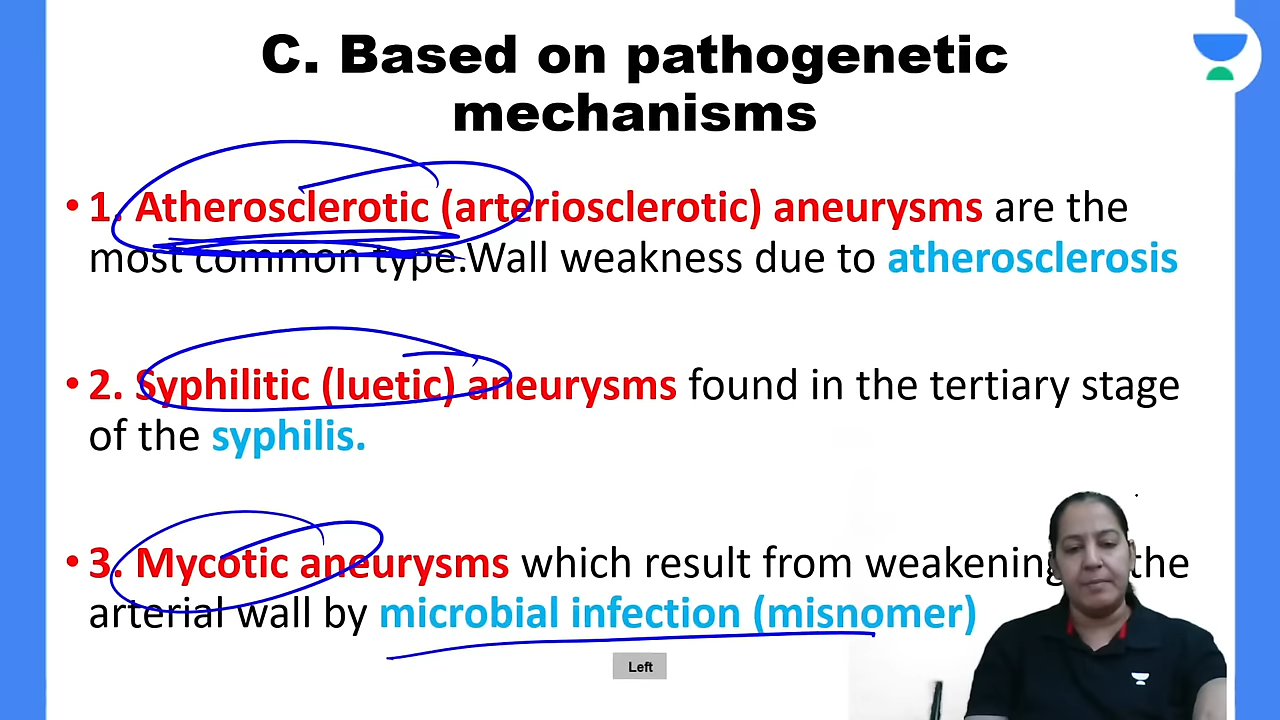 C. Based on pathogenetic
mechanisms
• 1. Atherosclerotic (arteriosclerotic) aneurysms are the
most common type.Wall weakness due to atherosclerosis
• 2. Syphilitic (luetic) aneurysms found in the tertiary stage
of the syphilis.
• 3. Mycotic aneurysms which result from weakening the
arterial wall by microbial infection (misnomer)
Left